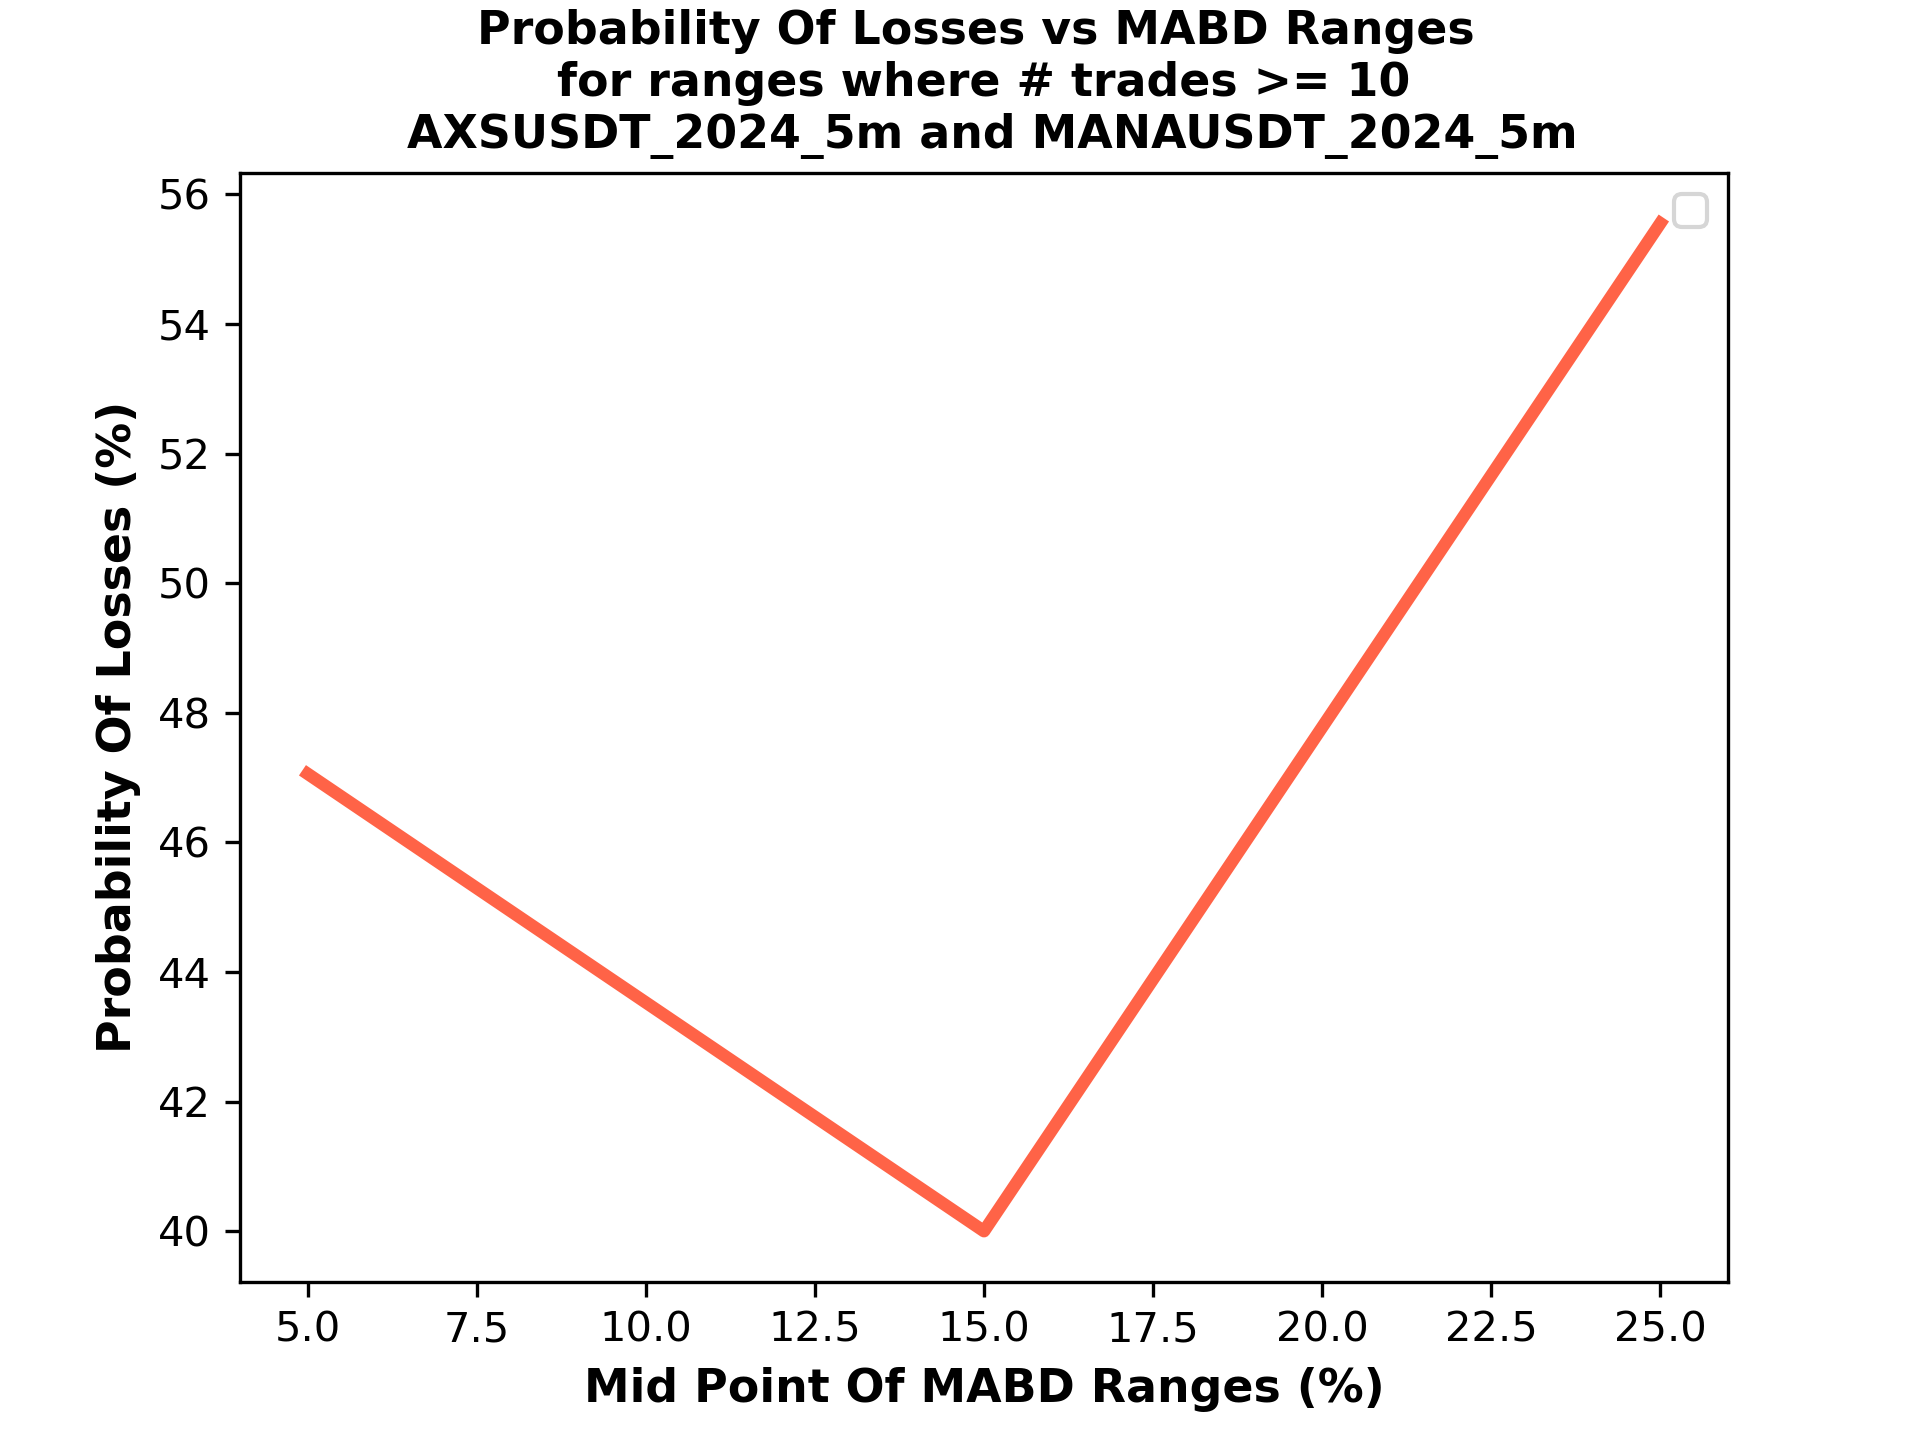 Probability Of Losses vs MABD Ranges
for ranges where # trades >= 10
AXSUSDT_2024_5m and MANAUSDT_2024_5m
56
54
52
50
48
46
44
42
40
Probability Of Losses (%)
5.0 7.5 10.0 12.5 15.0 17.5 20.0 22.5 25.0
Mid Point Of MABD Ranges (%)